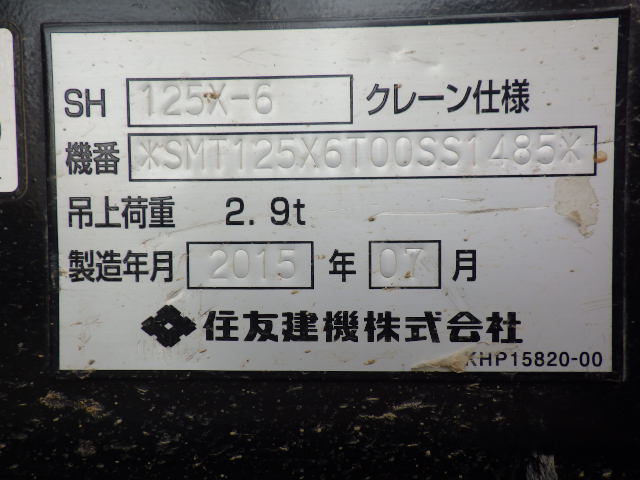 SH 125X-6 クレーン仕様
機番 *SMT125X6T00SS1485*
吊上荷重 2.9t
製造年月 2015 年 07 月
住友建機株式会社
KHP15820-00